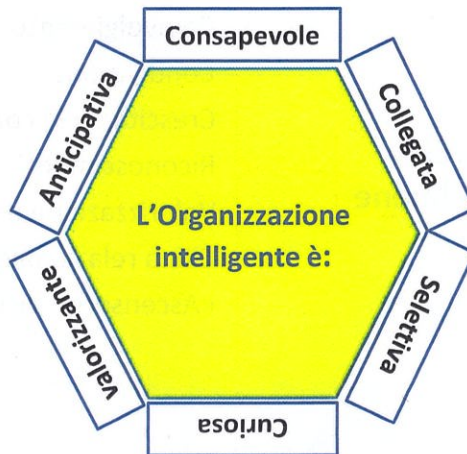 Consapevole
Collegata
Selettiva
Curiosa
valorizzante
Anticipativa
L'Organizzazione
intelligente è: